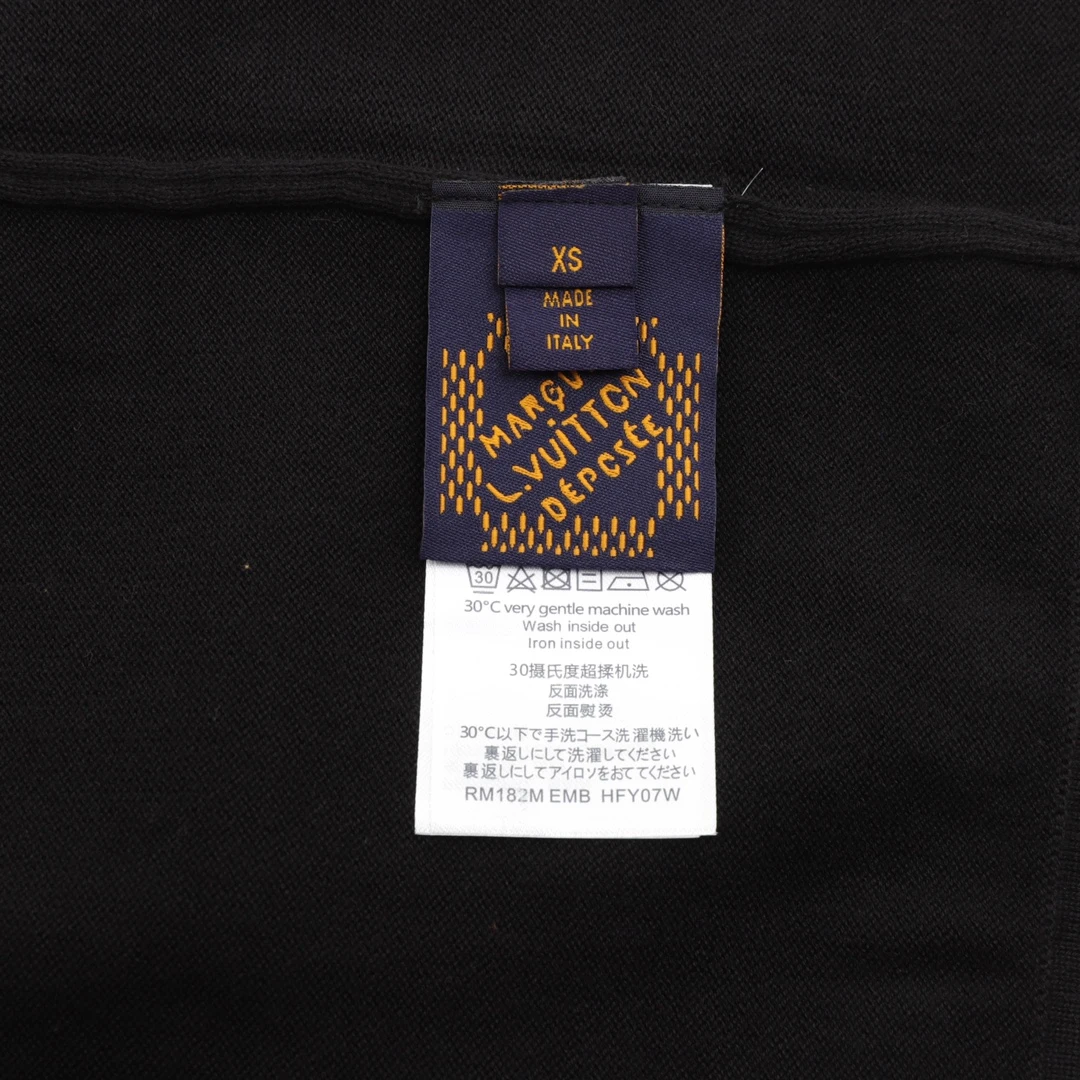 XS
MADE
IN
ITALY
MARQU
L.VUITTON
DÉPOSÉE
30
30°C very gentle machine wash
Wash inside out
Iron inside out
30摄氏度超揉机洗
反面洗涤
反面熨烫
30℃以下で手洗コース洗濯機洗い
裏返しにして洗濯してください
裏返しにしてアイロソをおててください
RM182M EMB HFY07W